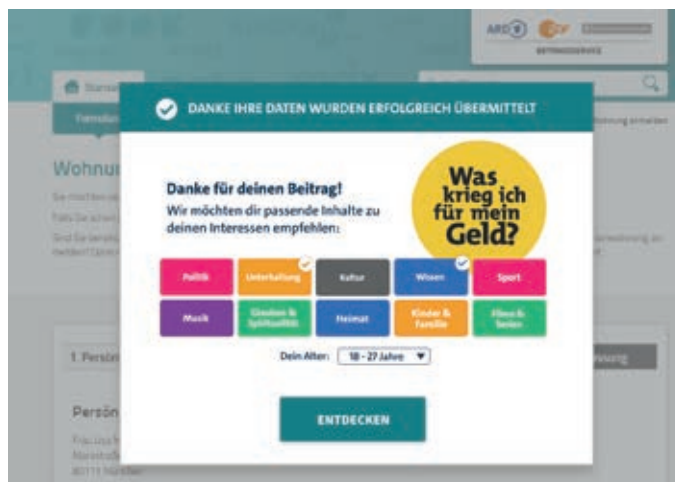 ARD ZDF
BEITRAGSSERVICE
DANKE IHRE DATEN WURDEN ERFOLGREICH ÜBERMITTELT
Danke für deinen Beitrag!
Wir möchten dir passende Inhalte zu
deinen Interessen empfehlen:
Was
krieg ich
für mein
Geld?
Politik Unterhaltung Kultur Wissen Sport
Musik Glauben & Spiritualität Heimat Kinder & Familie Filme & Serien
Dein Alter: 18 - 27 Jahre
ENTDECKEN
1. Persön
Persön